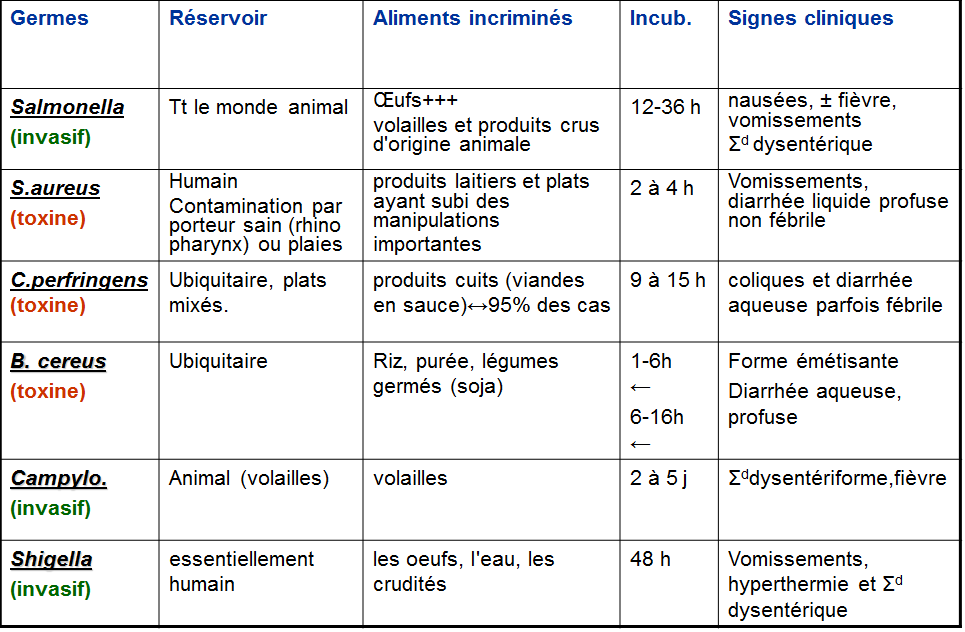 Germes
Réservoir
Aliments incriminés
Incub.
Signes cliniques
Salmonella
(invasif)
Tt le monde animal
Œufs+++
volailles et produits crus
d'origine animale
12-36 h
nausées, ± fièvre,
vomissements
Σᵈ dysentérique
S.aureus
(toxine)
Humain
Contamination par
porteur sain (rhino
pharynx) ou plaies
produits laitiers et plats
ayant subi des
manipulations
importantes
2 à 4 h
Vomissements,
diarrhée liquide profuse
non fébrile
C.perfringens
(toxine)
Ubiquitaire, plats
mixés.
produits cuits (viandes
en sauce)↔95% des cas
9 à 15 h
coliques et diarrhée
aqueuse parfois fébrile
B. cereus
(toxine)
Ubiquitaire
Riz, purée, légumes
germés (soja)
1-6h
←
6-16h
←
Forme émétisante
Diarrhée aqueuse,
profuse
Campylo.
(invasif)
Animal (volailles)
volailles
2 à 5 j
Σᵈdysentériforme,fièvre
Shigella
(invasif)
essentiellement
humain
les oeufs, l'eau, les
crudités
48 h
Vomissements,
hyperthermie et Σᵈ
dysentérique